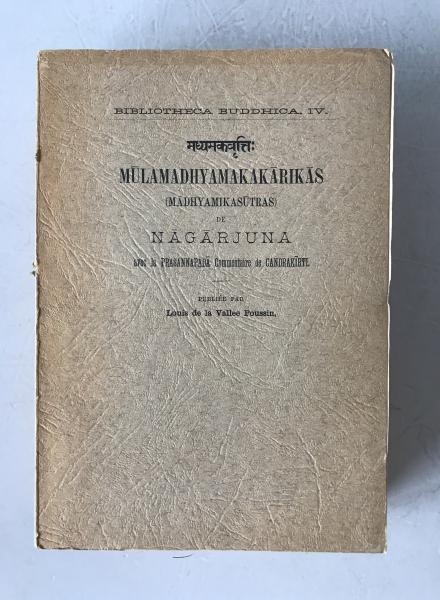 BIBLIOTHECA BUDDHICA. IV.
मध्यमकवृत्तिः
MŪLAMADHYAMAKAKĀRIKĀS
(MĀDHYAMIKASŪTRAS)
DE
NĀGĀRJUNA
avec la PRASANNAPADĀ Commentaire de CANDRAKĪRTI.
PUBLIÉE PAR
Louis de la Vallée Poussin.